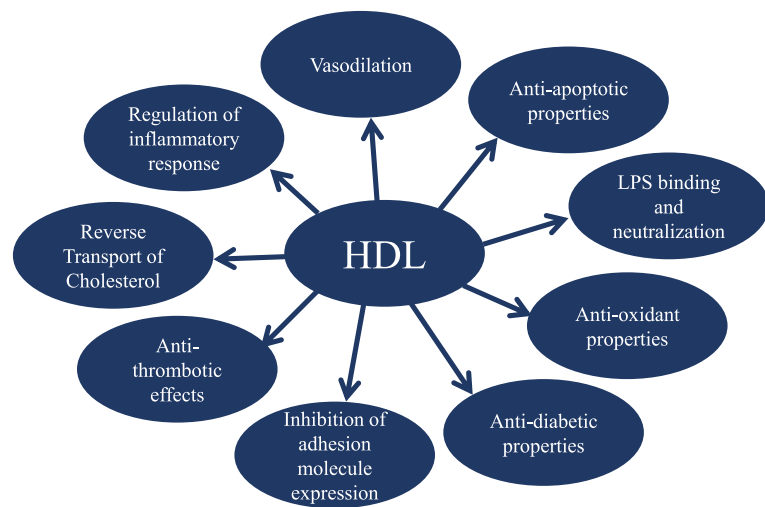 Vasodilation
Anti-apoptotic
properties
Regulation of
inflammatory
response
LPS binding
and
neutralization
Reverse
Transport of
Cholesterol
HDL
Anti-oxidant
properties
Anti-
thrombotic
effects
Inhibition of
adhesion
molecule
expression
Anti-diabetic
properties